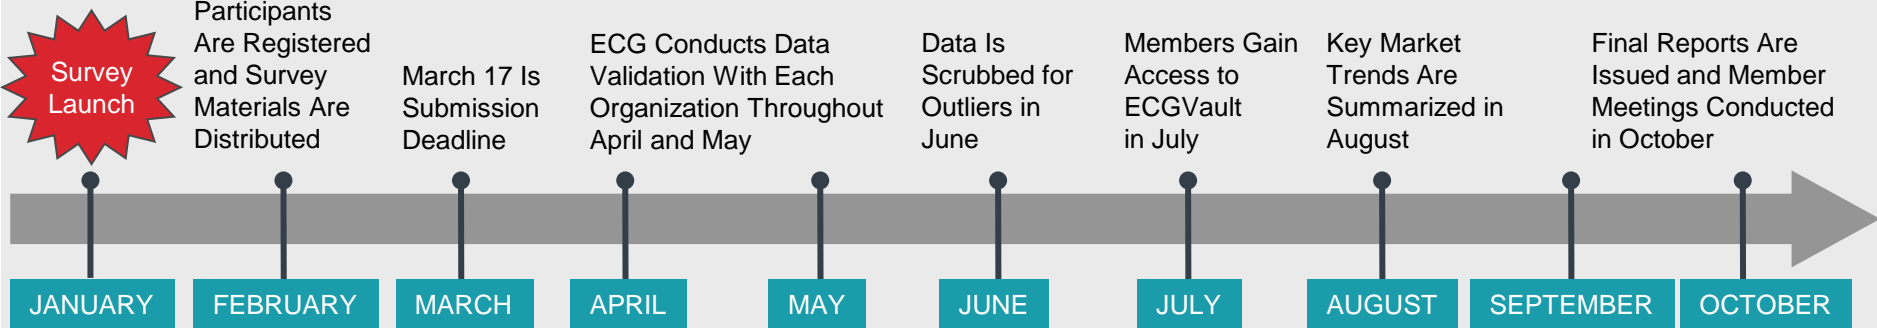 Survey
Launch
Participants
Are Registered
and Survey
Materials Are
Distributed
March 17 Is
Submission
Deadline
ECG Conducts Data
Validation With Each
Organization Throughout
April and May
Data Is
Scrubbed for
Outliers in
June
Members Gain
Access to
ECGVault
in July
Key Market
Trends Are
Summarized in
August
Final Reports Are
Issued and Member
Meetings Conducted
in October
JANUARY
FEBRUARY
MARCH
APRIL
MAY
JUNE
JULY
AUGUST
SEPTEMBER
OCTOBER